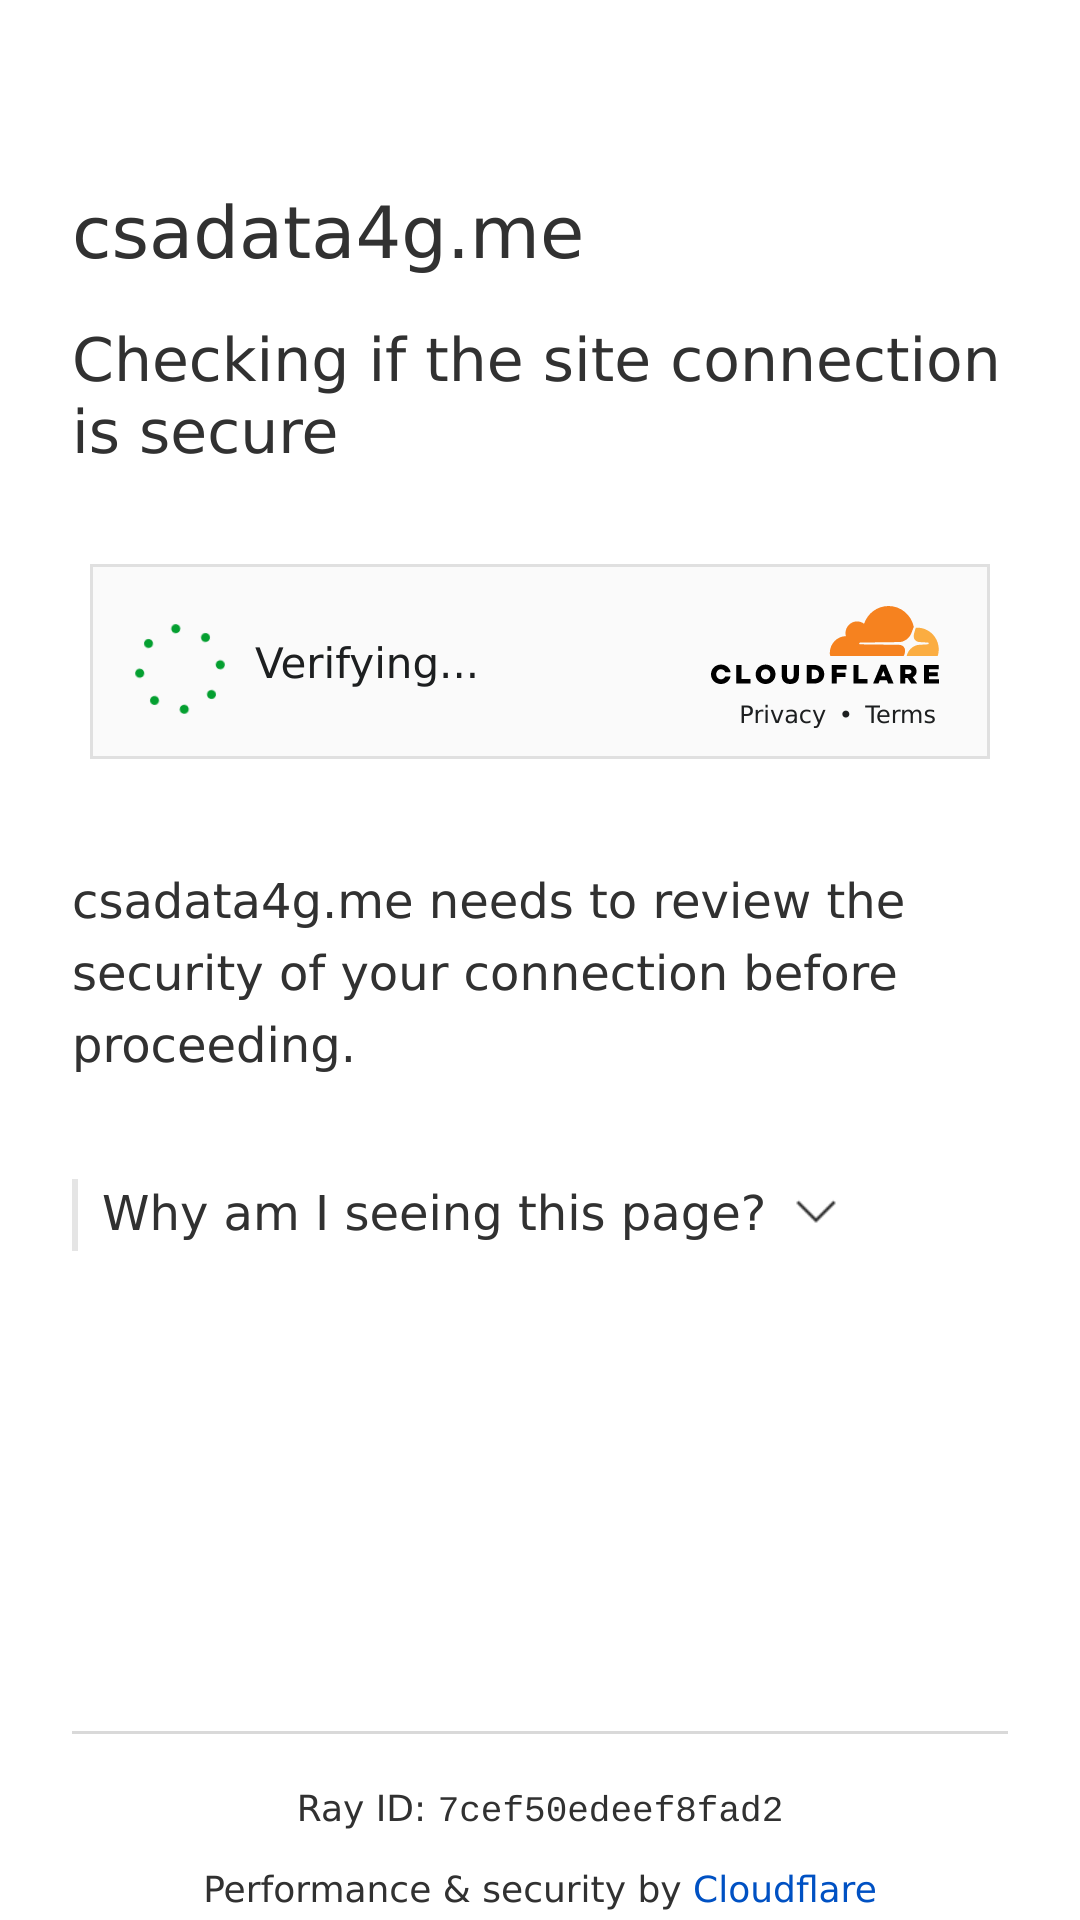 csadata4g.me
Checking if the site connection
is secure
Verifying...
CLOUDFLARE
Privacy • Terms
csadata4g.me needs to review the
security of your connection before
proceeding.
Why am I seeing this page?
Ray ID: 7cef50edeef8fad2
Performance & security by Cloudflare